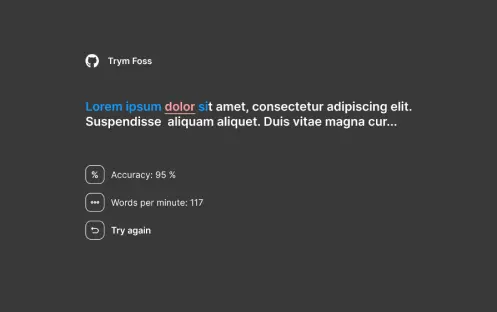 Trym Foss
Lorem ipsum dolor sit amet, consectetur adipiscing elit.
Suspendisse aliquam aliquet. Duis vitae magna cur...
% Accuracy: 95 %
Words per minute: 117
Try again